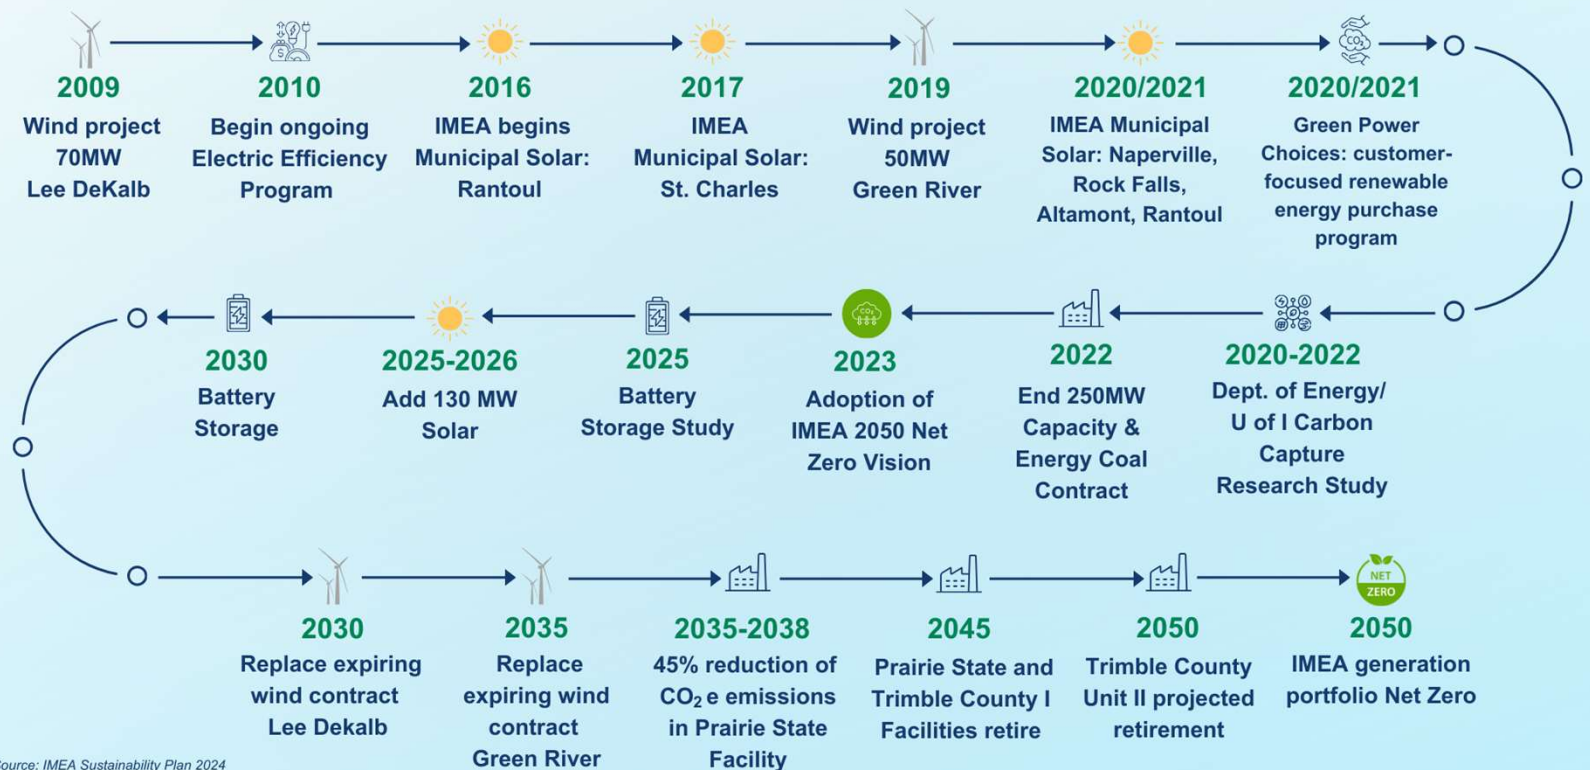 2009
Wind project
70MW
Lee DeKalb
2010
Begin ongoing
Electric Efficiency
Program
2016
IMEA begins
Municipal Solar:
Rantoul
2017
IMEA
Municipal Solar:
St. Charles
2019
Wind project
50MW
Green River
2020/2021
IMEA Municipal
Solar: Naperville,
Rock Falls,
Altamont, Rantoul
CO₂
2020/2021
Green Power
Choices: customer-
focused renewable
energy purchase
program
2020-2022
Dept. of Energy/
U of I Carbon
Capture
Research Study
2022
End 250MW
Capacity &
Energy Coal
Contract
CO₂
2023
Adoption of
IMEA 2050 Net
Zero Vision
2025
Battery
Storage Study
2025-2026
Add 130 MW
Solar
2030
Battery
Storage
2030
Replace expiring
wind contract
Lee Dekalb
2035
Replace
expiring wind
contract
Green River
2035-2038
45% reduction of
CO₂ e emissions
in Prairie State
Facility
2045
Prairie State and
Trimble County I
Facilities retire
2050
Trimble County
Unit II projected
retirement
NET
ZERO
2050
IMEA generation
portfolio Net Zero
Source: IMEA Sustainability Plan 2024